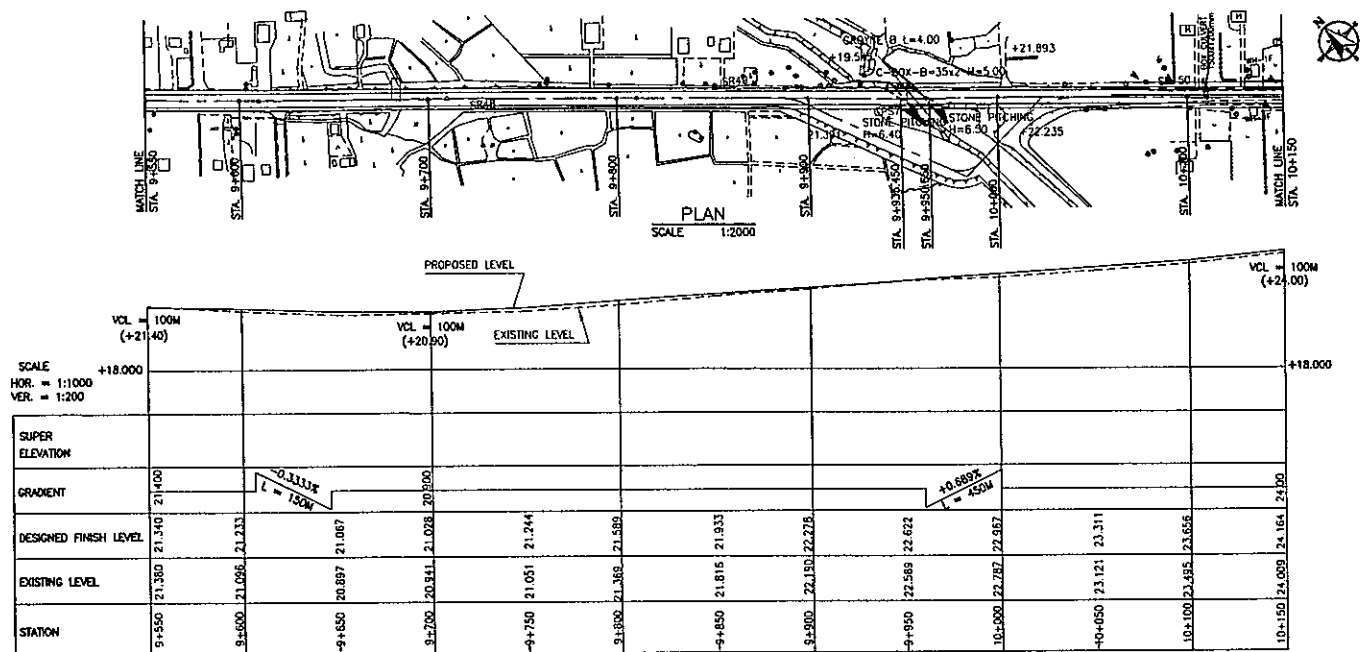 GROYNE B L=4.00
+21.893
+19.545
C-BOX-B=35x2 H=5.00
BOX CULVERT
SR48
STONE PITCHING
H=6.40
STONE PITCHING
H=6.50
+22.235
MATCH LINE
STA. 9+550
STA. 9+600
STA. 9+700
STA. 9+800
STA. 9+900
STA. 9+935.450
STA. 9+950.550
STA. 10+000
STA. 10+100
MATCH LINE
STA. 10+150
PLAN
SCALE 1:2000
PROPOSED LEVEL
EXISTING LEVEL
VCL = 100M
(+21.40)
VCL = 100M
(+20.90)
VCL = 100M
(+24.00)
SCALE
HOR. = 1:1000
VER. = 1:200
+18.000
+18.000
SUPER
ELEVATION
GRADIENT 21.400 -0.3333% L = 150M 20.900 +0.689% L = 450M 24.00
DESIGNED FINISH LEVEL 21.340 21.233 21.067 21.028 21.244 21.589 21.933 22.278 22.622 22.967 23.311 23.656 24.164
EXISTING LEVEL 21.380 21.096 20.897 20.941 21.051 21.369 21.815 22.190 22.589 22.787 23.121 23.495 24.009
STATION 9+550 9+600 9+650 9+700 9+750 9+800 9+850 9+900 9+950 10+000 10+050 10+100 10+150